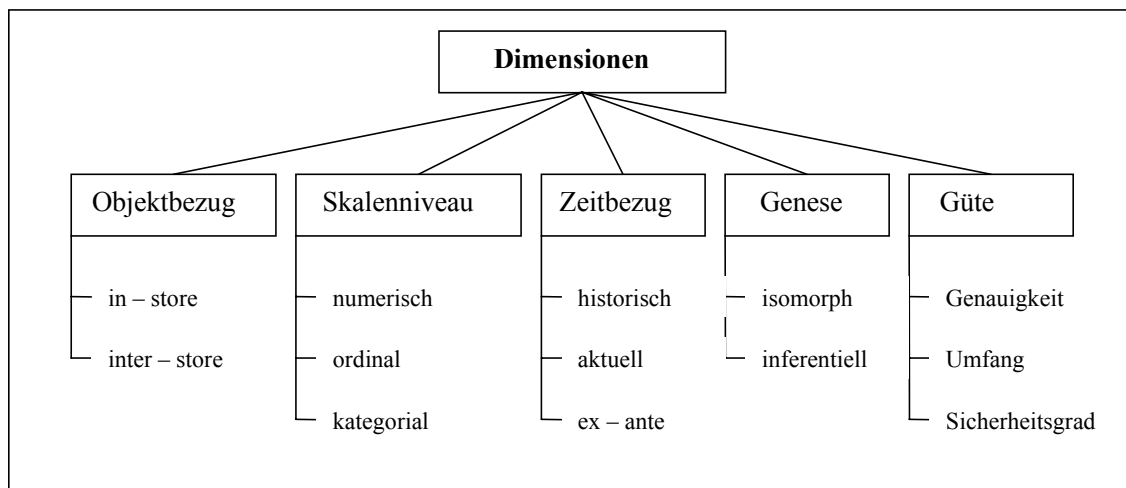 Dimensionen
Objektbezug
in – store
inter – store
Skalenniveau
numerisch
ordinal
kategorial
Zeitbezug
historisch
aktuell
ex – ante
Genese
isomorph
inferentiell
Güte
Genauigkeit
Umfang
Sicherheitsgrad